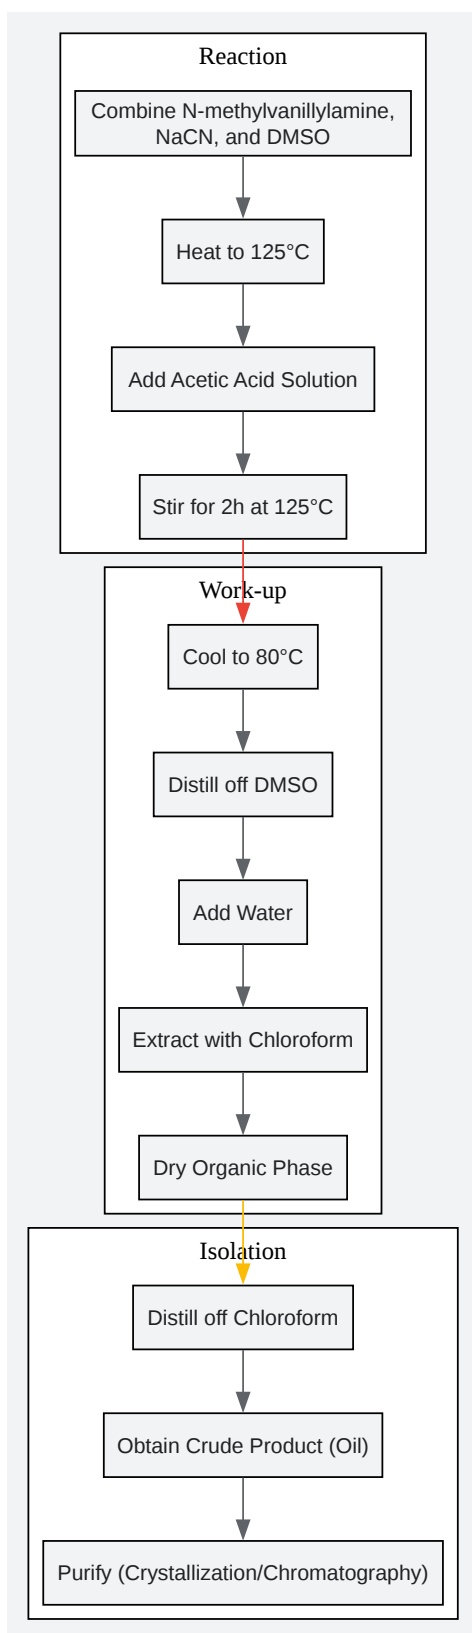 Reaction
Combine N-methylvanillylamine,
NaCN, and DMSO
Heat to 125°C
Add Acetic Acid Solution
Stir for 2h at 125°C
Work-up
Cool to 80°C
Distill off DMSO
Add Water
Extract with Chloroform
Dry Organic Phase
Isolation
Distill off Chloroform
Obtain Crude Product (Oil)
Purify (Crystallization/Chromatography)